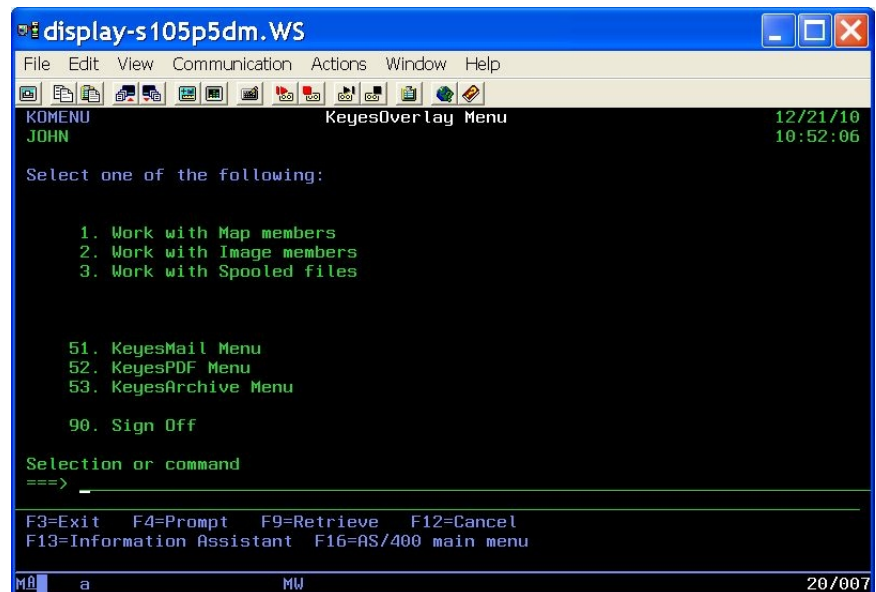 display-s105p5dm.WS
File Edit View Communication Actions Window Help
KOMENU KeyesOverlay Menu 12/21/10
JOHN 10:52:06
Select one of the following:
1. Work with Map members
2. Work with Image members
3. Work with Spooled files
51. KeyesMail Menu
52. KeyesPDF Menu
53. KeyesArchive Menu
90. Sign Off
Selection or command
===> _
F3=Exit F4=Prompt F9=Retrieve F12=Cancel
F13=Information Assistant F16=AS/400 main menu
MA a MW 20/007